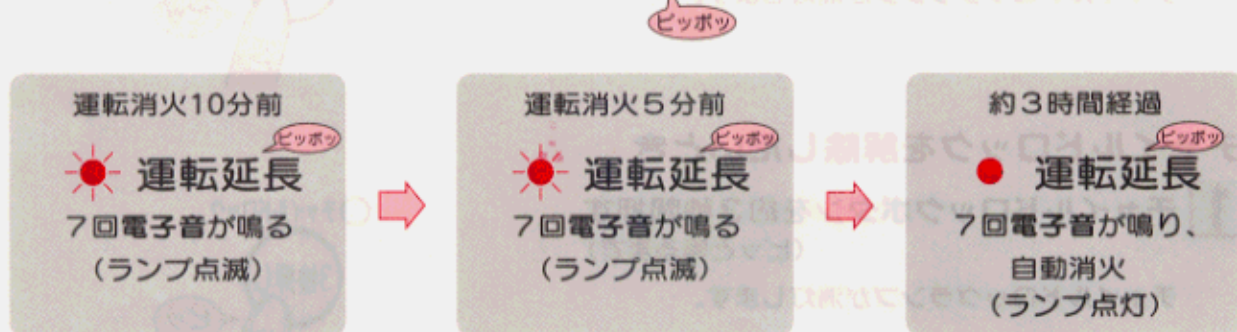 ピッポッ
運転消火10分前
ピッポッ
運転延長
7回電子音が鳴る
(ランプ点滅)
運転消火5分前
ピッポッ
運転延長
7回電子音が鳴る
(ランプ点滅)
約3時間経過
ピッポッ
運転延長
7回電子音が鳴り、
自動消火
(ランプ点灯)